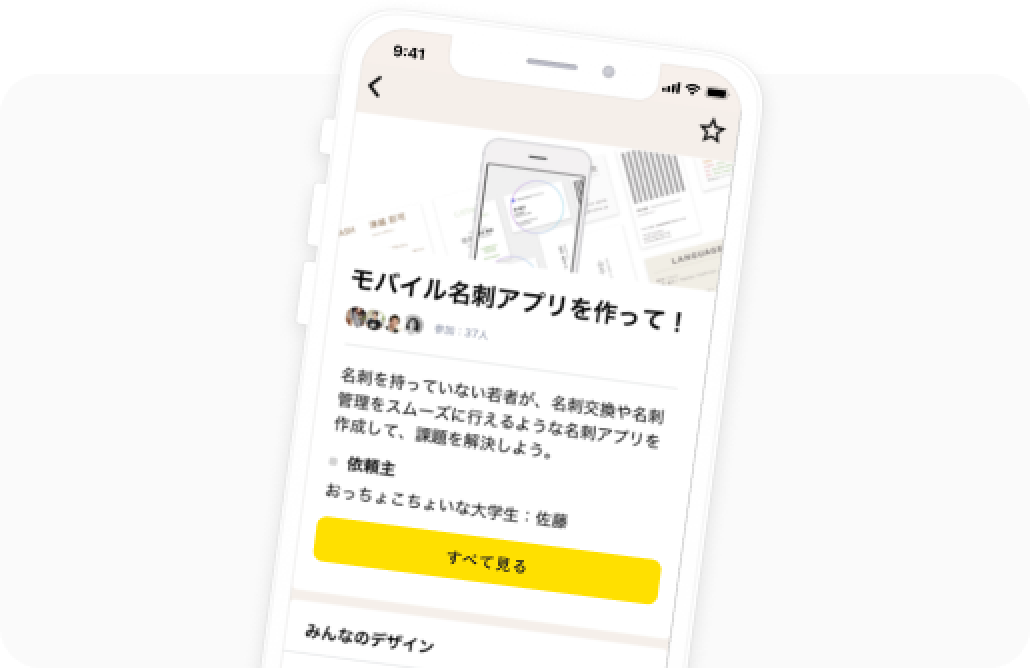 9:41
準備 若司
LANGUAGE
モバイル名刺アプリを作って！
参加：37人
名刺を持っていない若者が、名刺交換や名刺
管理をスムーズに行えるような名刺アプリを
作成して、課題を解決しよう。
依頼主
おっちょこちょいな大学生：佐藤
すべて見る
みんなのデザイン